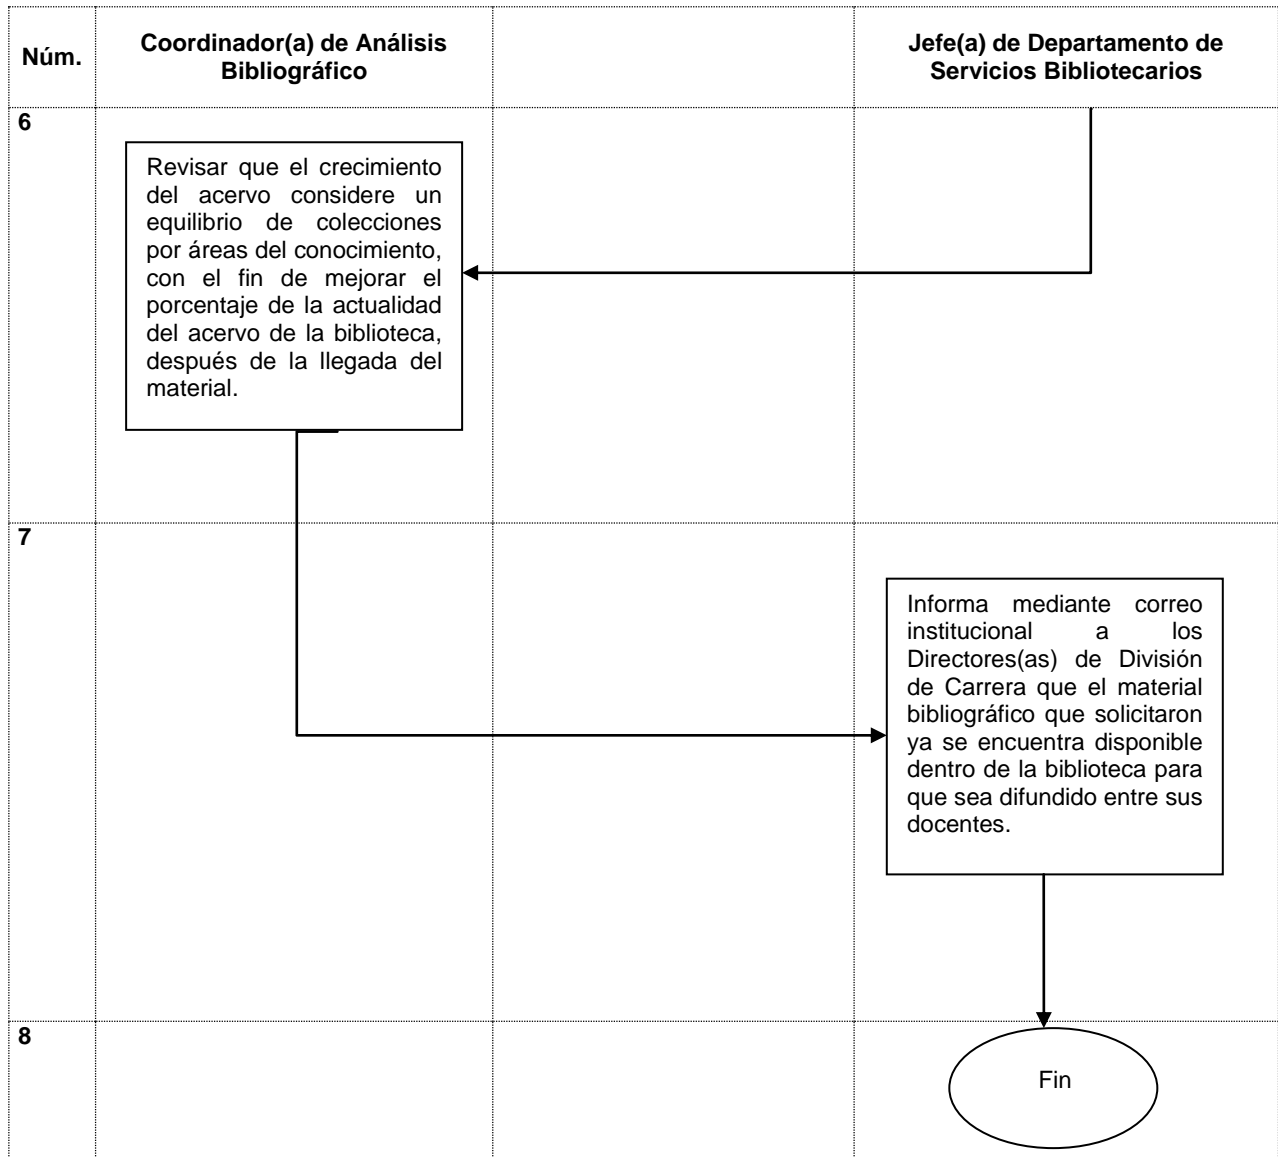 Núm.
Coordinador(a) de Análisis
Bibliográfico
Jefe(a) de Departamento de
Servicios Bibliotecarios
6
Revisar que el crecimiento
del acervo considere un
equilibrio de colecciones
por áreas del conocimiento,
con el fin de mejorar el
porcentaje de la actualidad
del acervo de la biblioteca,
después de la llegada del
material.
7
Informa mediante correo
institucional a los
Directores(as) de División
de Carrera que el material
bibliográfico que solicitaron
ya se encuentra disponible
dentro de la biblioteca para
que sea difundido entre sus
docentes.
8
Fin